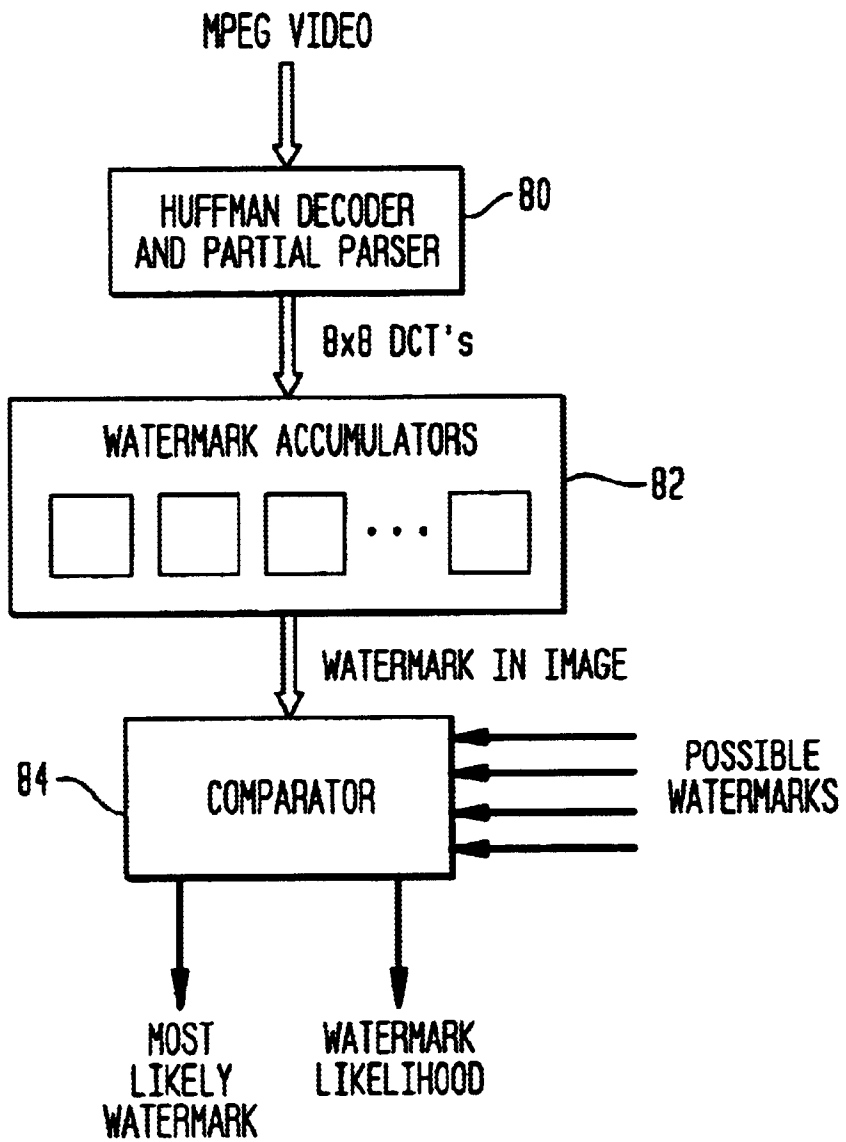 MPEG VIDEO
HUFFMAN DECODER
AND PARTIAL PARSER
80
8x8 DCT's
WATERMARK ACCUMULATORS
82
WATERMARK IN IMAGE
84
COMPARATOR
POSSIBLE
WATERMARKS
MOST
LIKELY
WATERMARK
WATERMARK
LIKELIHOOD